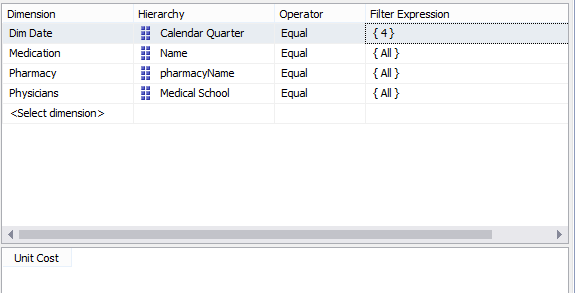 Dimension Hierarchy Operator Filter Expression
Dim Date Calendar Quarter Equal { 4 }
Medication Name Equal { All }
Pharmacy pharmacyName Equal { All }
Physicians Medical School Equal { All }
<Select dimension>
Unit Cost